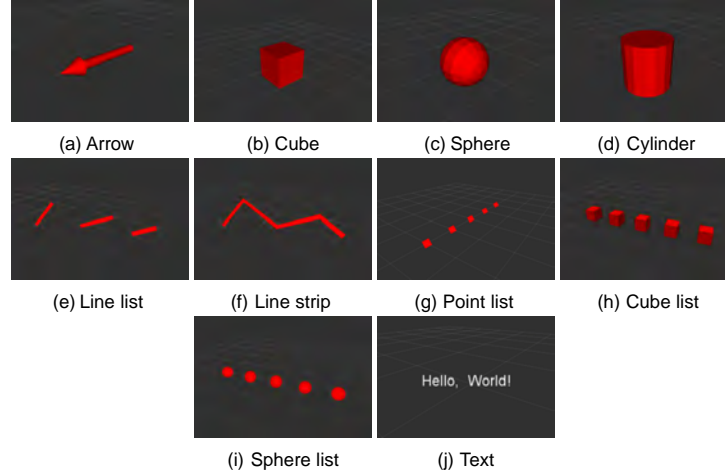 (a) Arrow
(b) Cube
(c) Sphere
(d) Cylinder
(e) Line list
(f) Line strip
(g) Point list
(h) Cube list
Hello, World!
(i) Sphere list
(j) Text